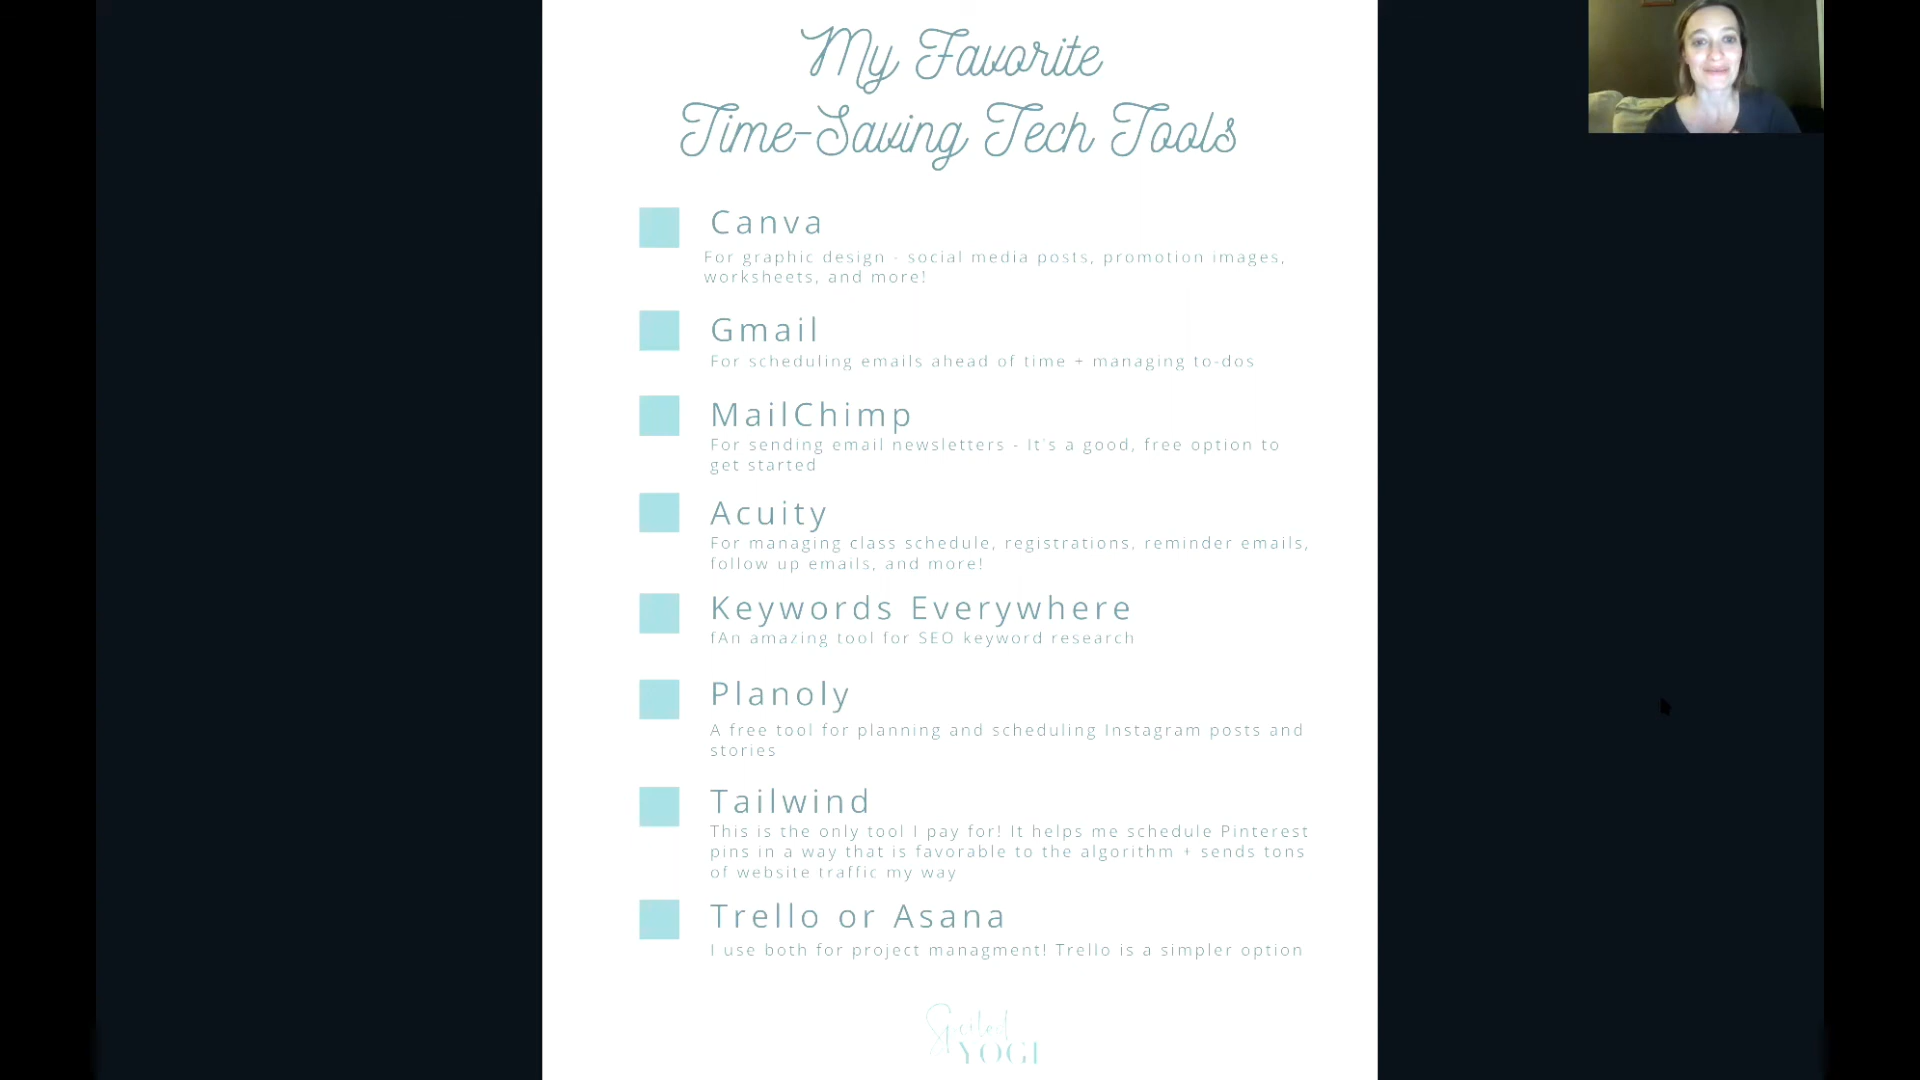 My Favorite
Time-Saving Tech Tools
Canva
For graphic design - social media posts, promotion images,
worksheets, and more!
Gmail
For scheduling emails ahead of time + managing to-dos
MailChimp
For sending email newsletters - It's a good, free option to
get started
Acuity
For managing class schedule, registrations, reminder emails,
follow up emails, and more!
Keywords Everywhere
fAn amazing tool for SEO keyword research
Planoly
A free tool for planning and scheduling Instagram posts and
stories
Tailwind
This is the only tool I pay for! It helps me schedule Pinterest
pins in a way that is favorable to the algorithm + sends tons
of website traffic my way
Trello or Asana
I use both for project managment! Trello is a simpler option
YOGI